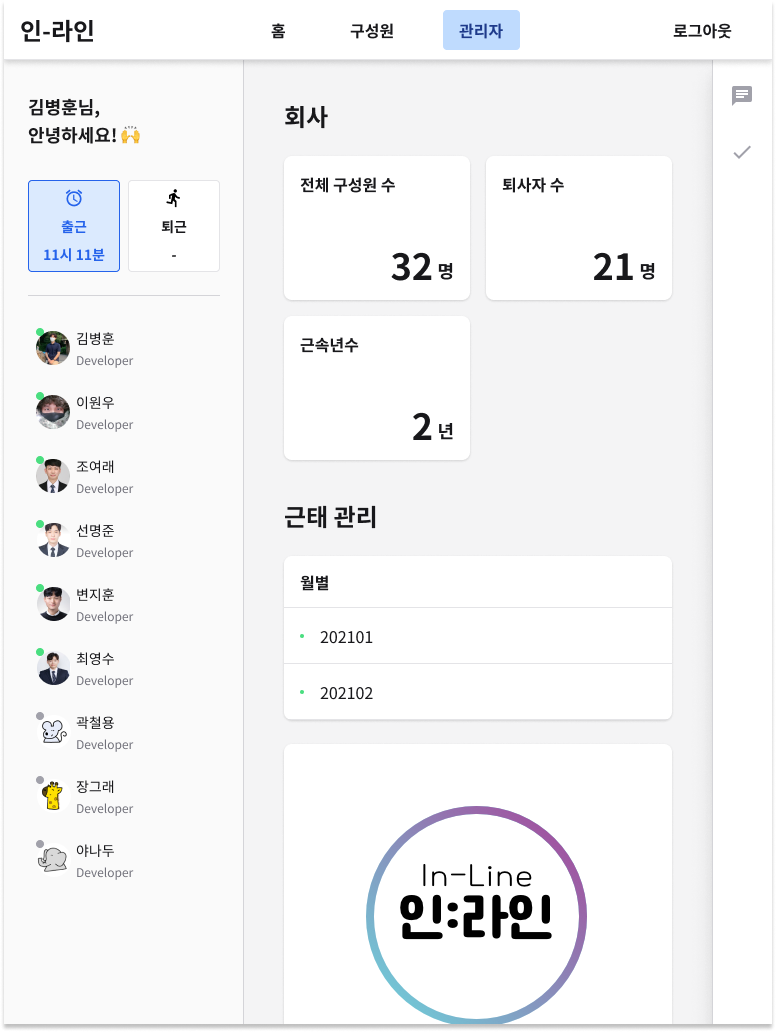 인-라인
홈
구성원
관리자
로그아웃
김병훈님,
안녕하세요! 🙌
출근
11시 11분
퇴근
-
김병훈
Developer
이원우
Developer
조여래
Developer
선명준
Developer
변지훈
Developer
최영수
Developer
곽철용
Developer
장그래
Developer
야나두
Developer
회사
전체 구성원 수
32 명
퇴사자 수
21 명
근속년수
2 년
근태 관리
월별
202101
202102
In-Line
인:라인